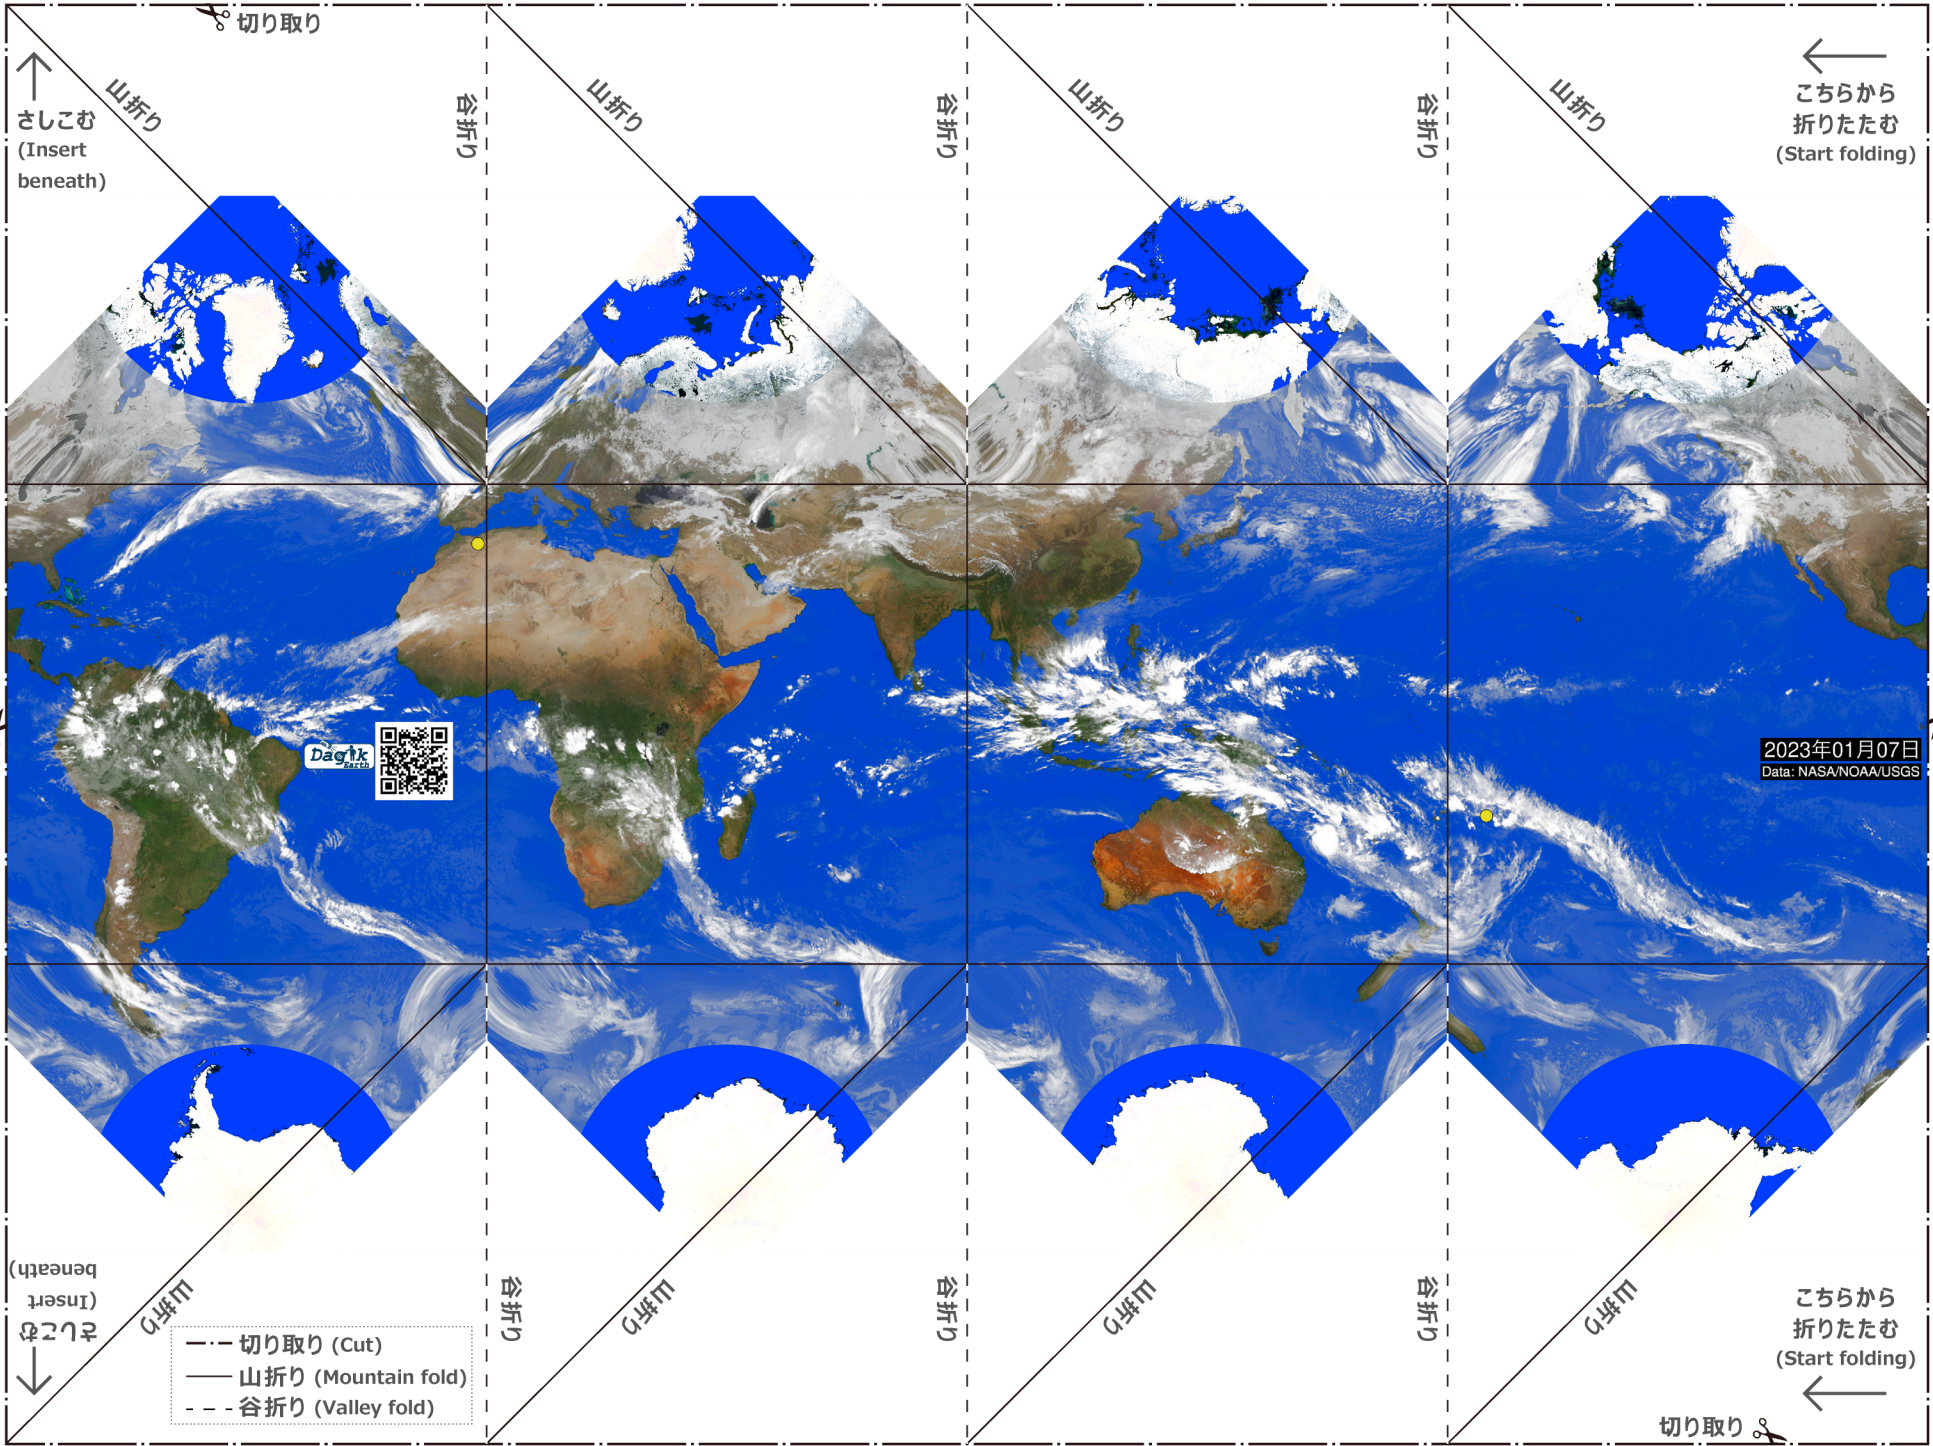 切り取り
山折り
谷折り
山折り
谷折り
山折り
谷折り
山折り
こちらから
折りたたむ
(Start folding)
さしこむ
(Insert
beneath)
Dagik
Earth
2023年01月07日
Data: NASA/NOAA/USGS
さしこむ
(Insert
beneath)
山折り
谷折り
山折り
谷折り
山折り
谷折り
山折り
こちらから
折りたたむ
(Start folding)
切り取り (Cut)
山折り (Mountain fold)
谷折り (Valley fold)
切り取り